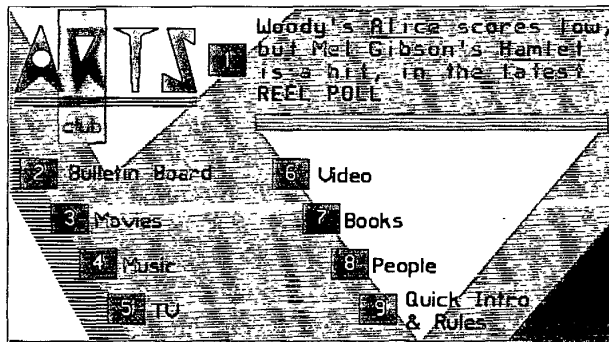 ARTS
club
1 Woody's Alice scores low,
but Mel Gibson's Hamlet
is a hit, in the latest
REEL POLL
2 Bulletin Board
3 Movies
4 Music
5 TV
6 Video
7 Books
8 People
9 Quick Intro
& Rules